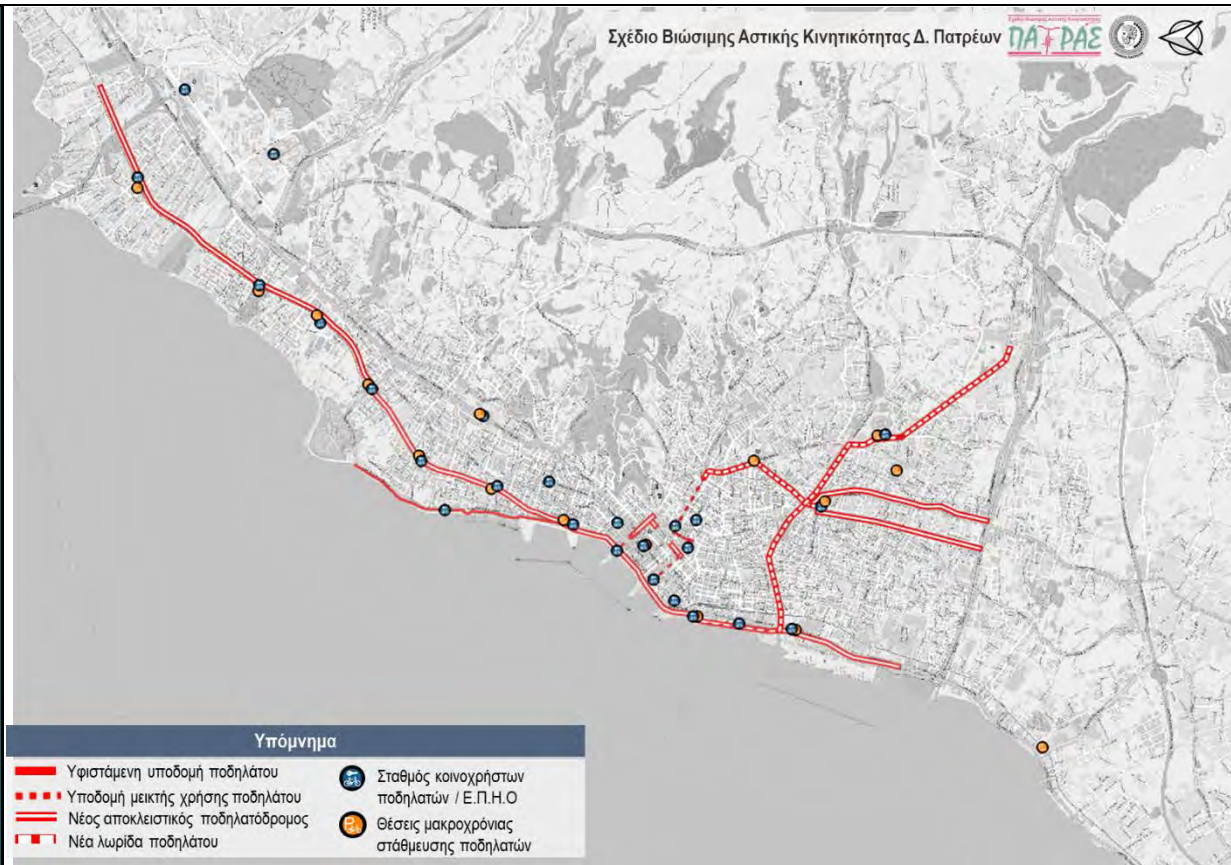 Σχέδιο Βιώσιμης Αστικής Κινητικότητας Δ. Πατρέων
ΠΑΤΡΑΣ
Υπόμνημα
Υφιστάμενη υποδομή ποδηλάτου
Υποδομή μεικτής χρήσης ποδηλάτου
Νέος αποκλειστικός ποδηλατόδρομος
Νέα λωρίδα ποδηλάτου
Σταθμός κοινοχρήστων
ποδηλατών / Ε.Π.Η.Ο
Θέσεις μακροχρόνιας
στάθμευσης ποδηλατών